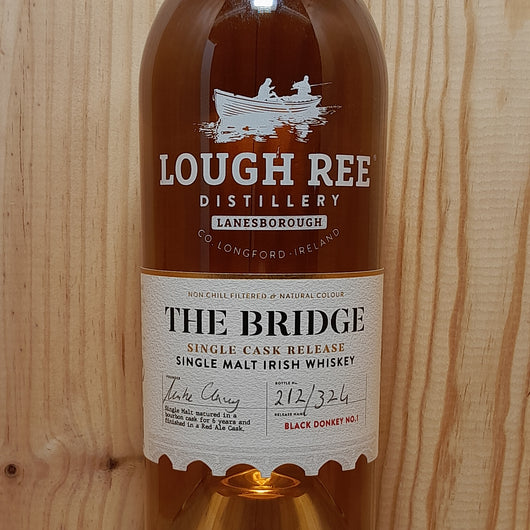 LOUGH REE
DISTILLERY
LANESBOROUGH
CO. LONGFORD · IRELAND
NON CHILL FILTERED & NATURAL COLOUR
THE BRIDGE
SINGLE CASK RELEASE
SINGLE MALT IRISH WHISKEY
Single Malt matured in a
bourbon cask for 6 years and
finished in a Red Ale Cask.
BOTTLE No.
212/324
RELEASE NAME
BLACK DONKEY NO.1